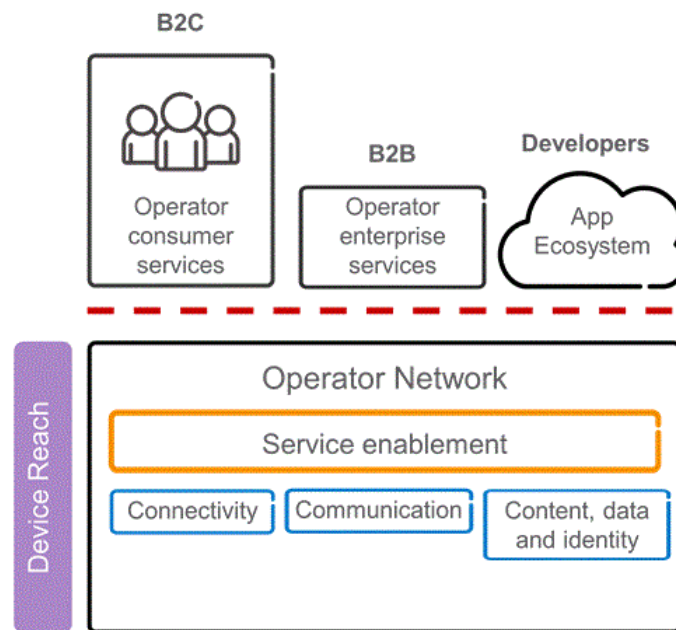 B2C
Operator
consumer
services
B2B
Operator
enterprise
services
Developers
App
Ecosystem
Device Reach
Operator Network
Service enablement
Connectivity
Communication
Content, data
and identity